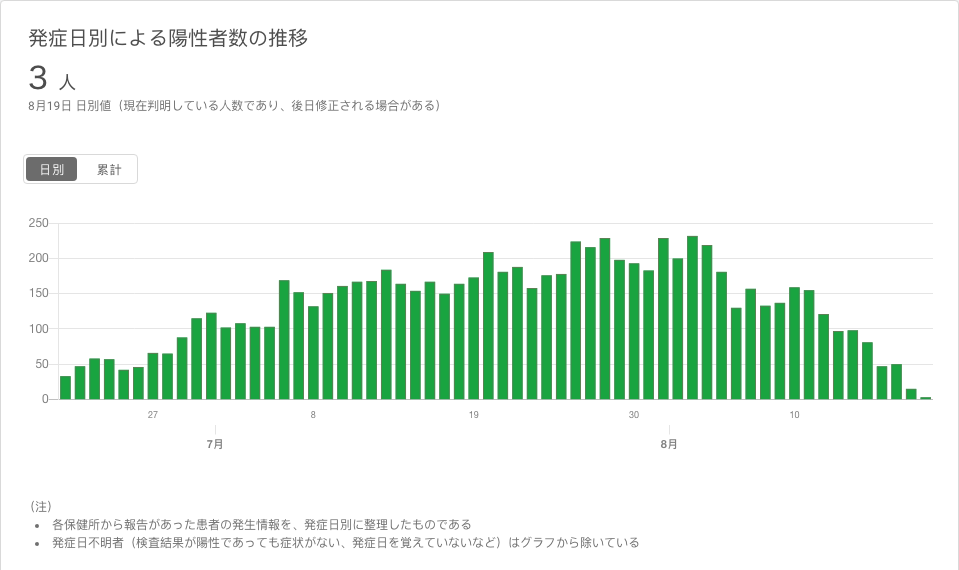 発症日別による陽性者数の推移
3 人
8月19日 日別値（現在判明している人数であり、後日修正される場合がある）
日別 累計
250
200
150
100
50
0
27 8 19 30 10
7月 8月
（注）
• 各保健所から報告があった患者の発生情報を、発症日別に整理したものである
• 発症日不明者（検査結果が陽性であっても症状がない、発症日を覚えていないなど）はグラフから除いている